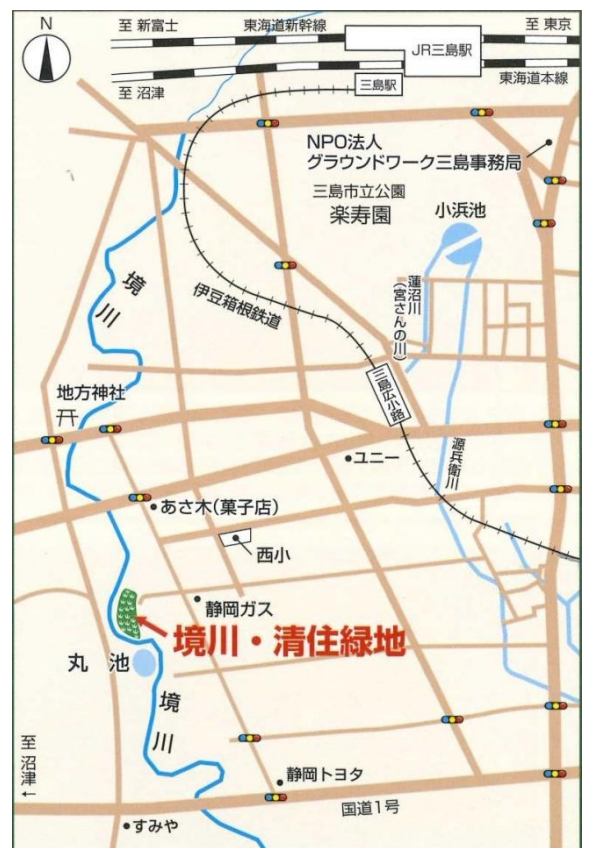 N
至 新富士
東海道新幹線
至 東京
JR三島駅
至 沼津
三島駅
東海道本線
NPO法人
グラウンドワーク三島事務局
三島市立公園
楽寿園
小浜池
境川
伊豆箱根鉄道
蓮沼川
(宮さんの川)
地方神社
三島広小路
ユニー
源兵衛川
あさ木(菓子店)
西小
静岡ガス
境川・清住緑地
丸池
境川
至 沼津
←
静岡トヨタ
国道1号
すみや